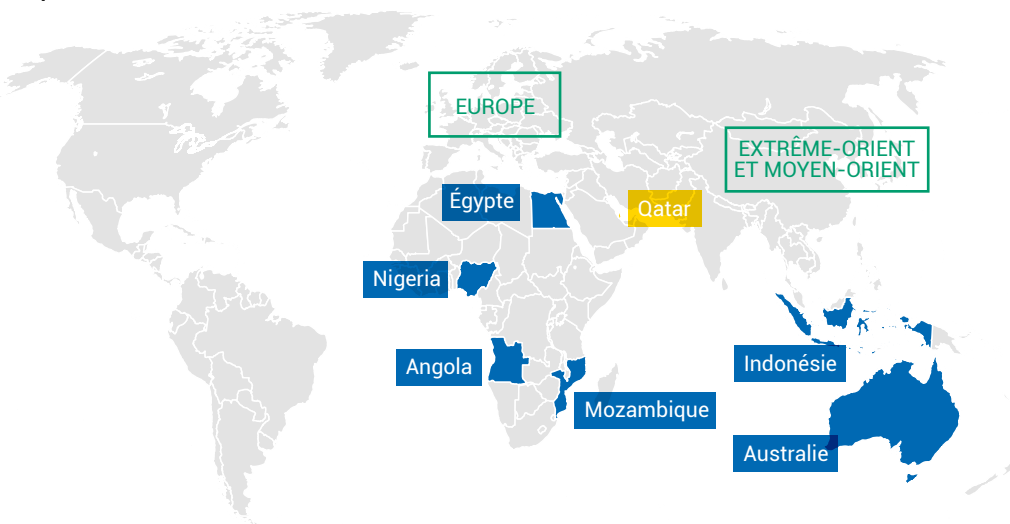 EUROPE
EXTRÊME-ORIENT
ET MOYEN-ORIENT
Égypte
Qatar
Nigeria
Angola
Indonésie
Mozambique
Australie